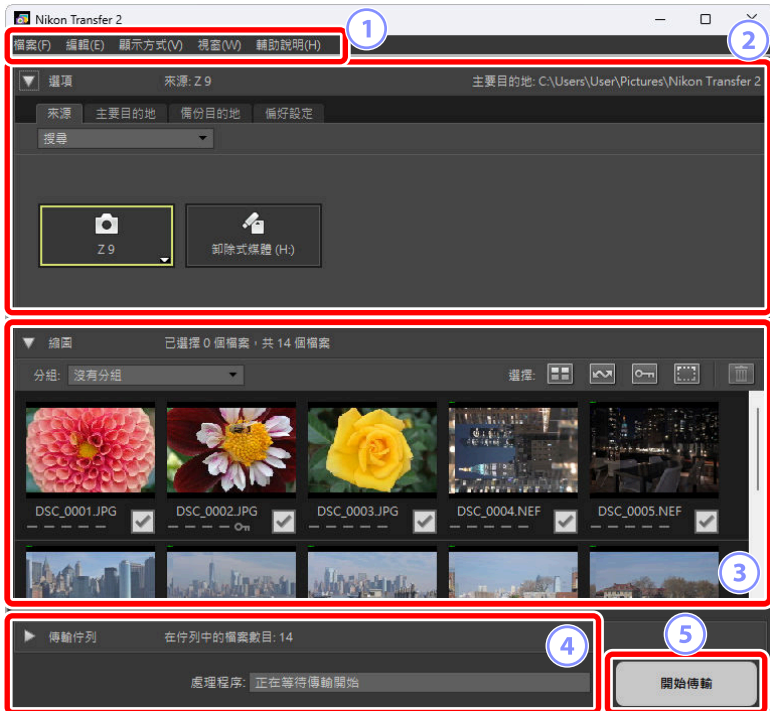 Nikon Transfer 2
檔案(F) 編輯(E) 顯示方式(V) 視窗(W) 輔助說明(H)
1
2
選項 來源: Z 9 主要目的地: C:\Users\User\Pictures\Nikon Transfer 2
來源 主要目的地 備份目的地 偏好設定
搜尋
Z 9 卸除式媒體 (H:)
縮圖 已選擇 0 個檔案，共 14 個檔案
分組: 沒有分組 選擇:
DSC_0001.JPG DSC_0002.JPG DSC_0003.JPG DSC_0004.NEF DSC_0005.NEF
3
傳輸佇列 在佇列中的檔案數目: 14
4
5
處理程序: 正在等待傳輸開始
開始傳輸